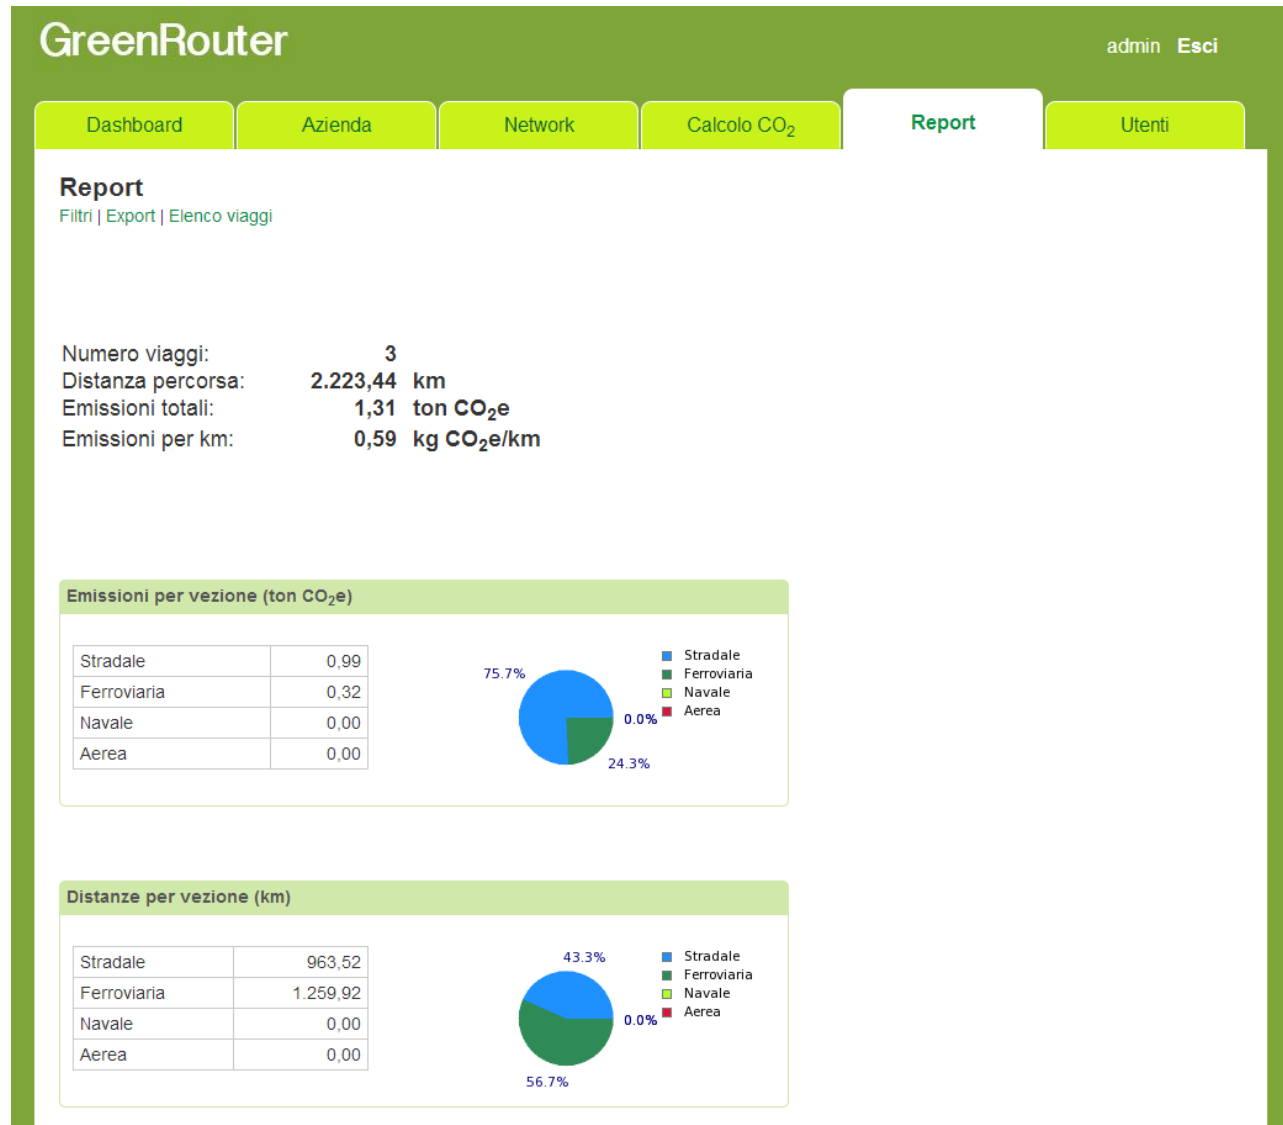 GreenRouter
admin Esci
Dashboard Azienda Network Calcolo CO2 Report Utenti
Report
Filtri | Export | Elenco viaggi
Numero viaggi: 3
Distanza percorsa: 2.223,44 km
Emissioni totali: 1,31 ton CO2e
Emissioni per km: 0,59 kg CO2e/km
Emissioni per vezione (ton CO2e)
Stradale 0,99
Ferroviaria 0,32
Navale 0,00
Aerea 0,00
75.7%
0.0%
24.3%
Stradale
Ferroviaria
Navale
Aerea
Distanze per vezione (km)
Stradale 963,52
Ferroviaria 1.259,92
Navale 0,00
Aerea 0,00
43.3%
0.0%
56.7%
Stradale
Ferroviaria
Navale
Aerea